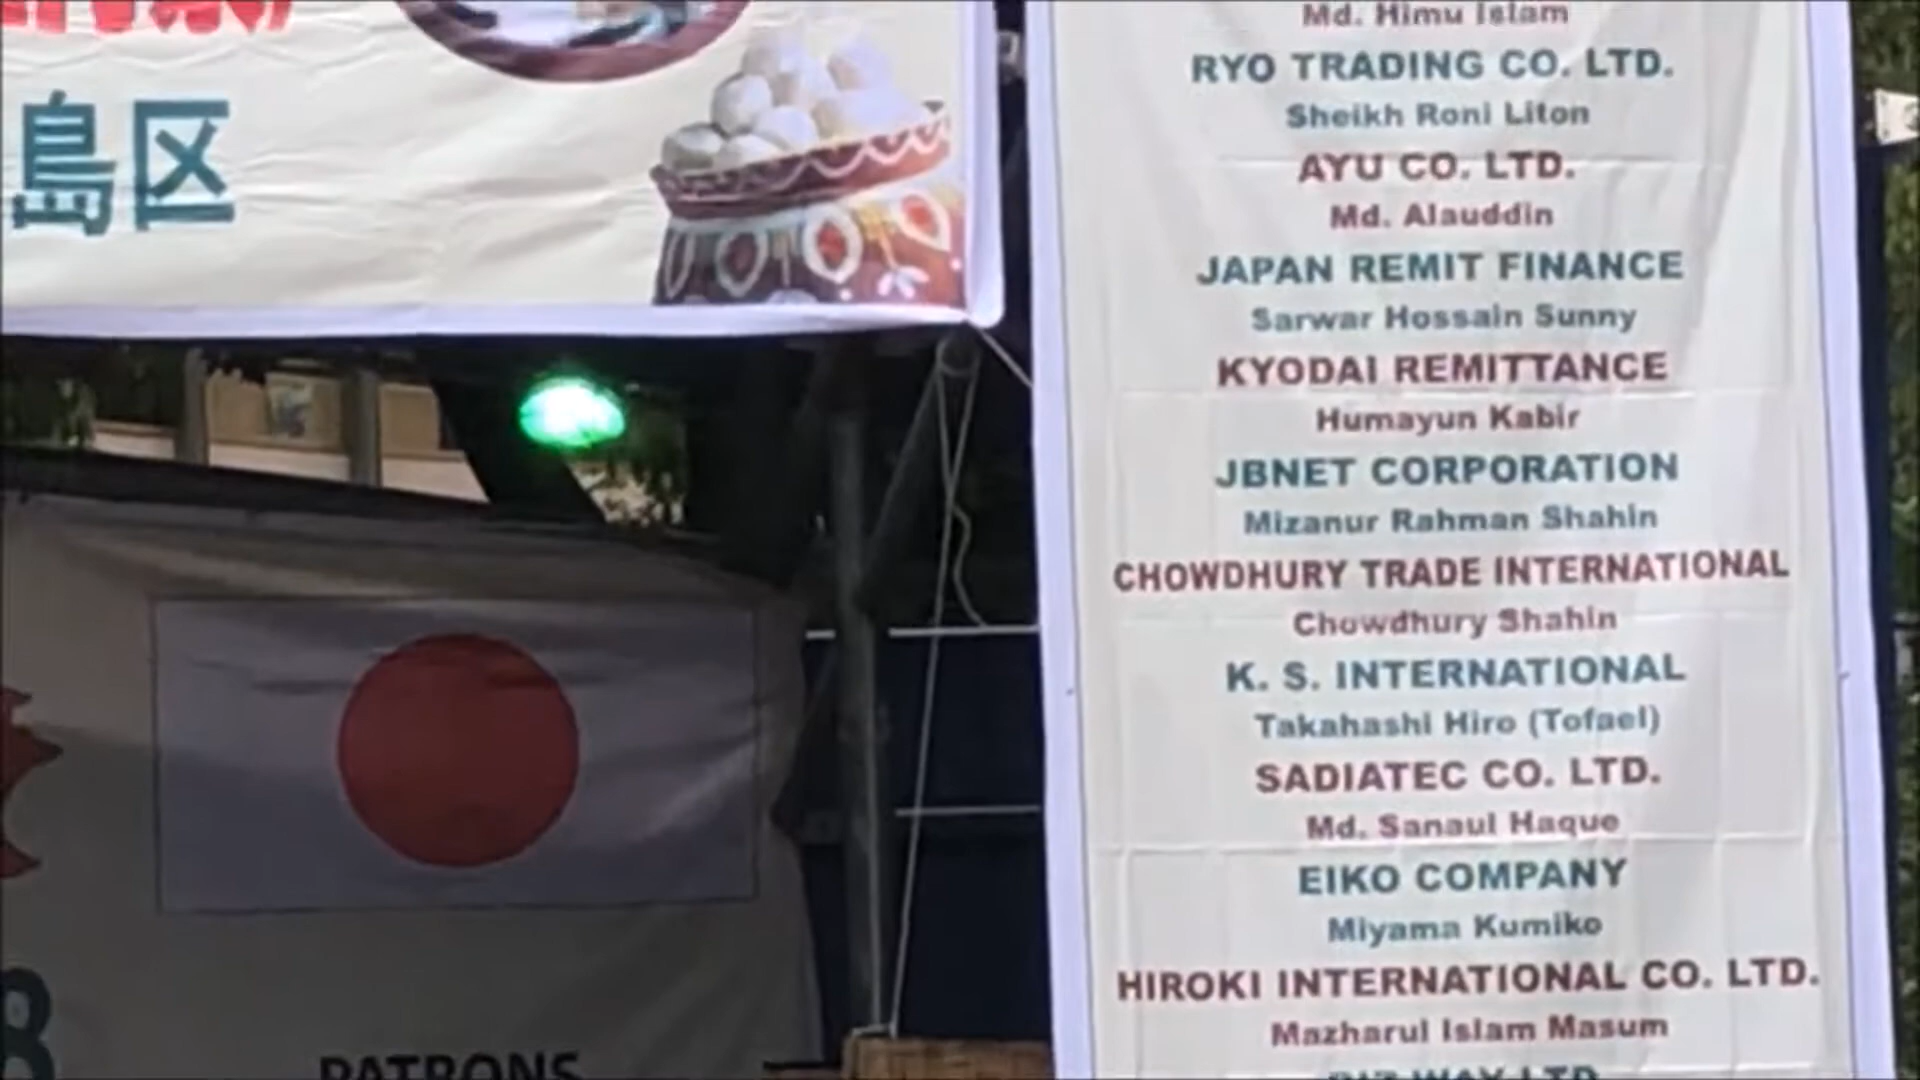 島区
Md. Himu Islam
RYO TRADING CO. LTD.
Sheikh Roni Liton
AYU CO. LTD.
Md. Alauddin
JAPAN REMIT FINANCE
Sarwar Hossain Sunny
KYODAI REMITTANCE
Humayun Kabir
JBNET CORPORATION
Mizanur Rahman Shahin
CHOWDHURY TRADE INTERNATIONAL
Chowdhury Shahin
K. S. INTERNATIONAL
Takahashi Hiro (Tofael)
SADIATEC CO. LTD.
Md. Sanaul Haque
EIKO COMPANY
Miyama Kumiko
HIROKI INTERNATIONAL CO. LTD.
Mazharul Islam Masum
WAY LTD
8
PATRONS